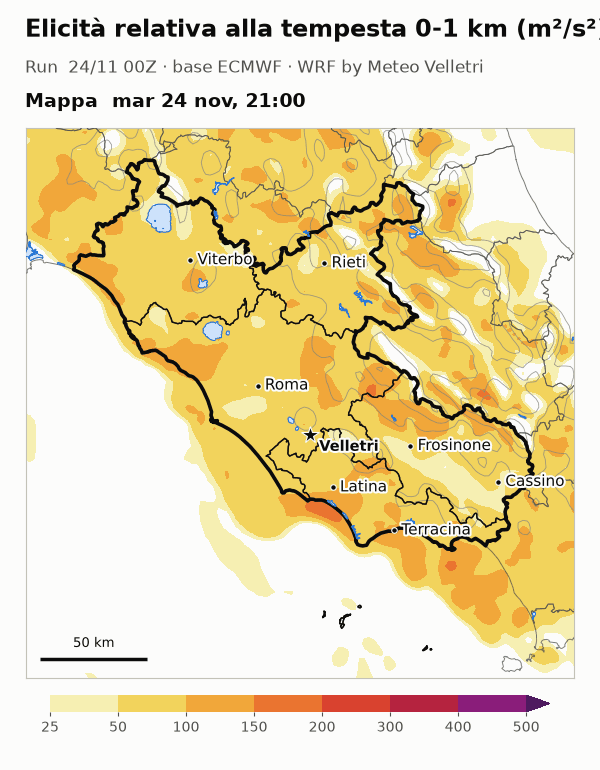 Elicità relativa alla tempesta 0-1 km (m²/s²)
Run 24/11 00Z · base ECMWF · WRF by Meteo Velletri
Mappa mar 24 nov, 21:00
Viterbo
Rieti
Roma
Velletri
Frosinone
Latina
Cassino
Terracina
50 km
25 50 100 150 200 300 400 500